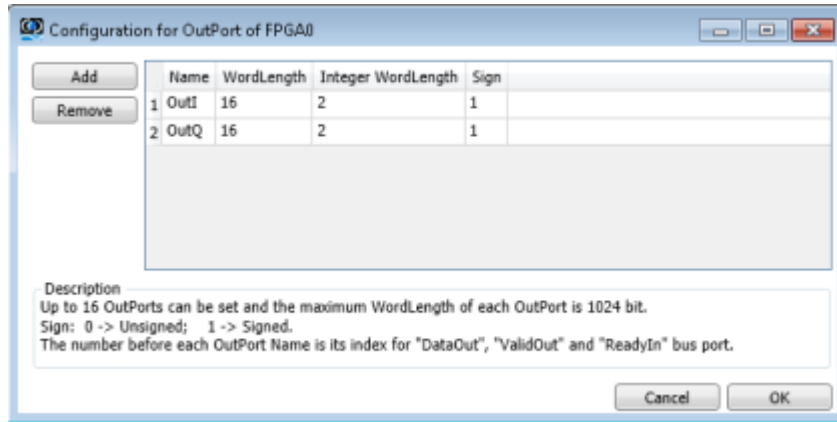 Configuration for OutPort of FPGA0
Add
Remove
Name WordLength Integer WordLength Sign
1 OutI 16 2 1
2 OutQ 16 2 1
Description
Up to 16 OutPorts can be set and the maximum WordLength of each OutPort is 1024 bit.
Sign: 0 -> Unsigned; 1 -> Signed.
The number before each OutPort Name is its index for "DataOut", "ValidOut" and "ReadyIn" bus port.
Cancel OK